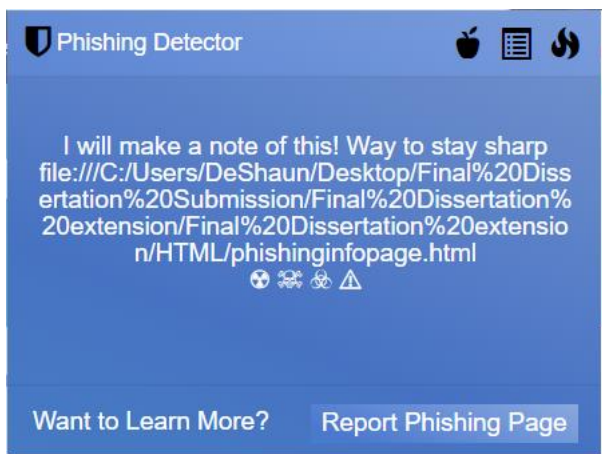 Phishing Detector
I will make a note of this! Way to stay sharp
file:///C:/Users/DeShaun/Desktop/Final%20Diss
ertation%20Submission/Final%20Dissertation%
20extension/Final%20Dissertation%20extensio
n/HTML/phishinginfopage.html
☢ ☠ ☣ ⚠
Want to Learn More? Report Phishing Page